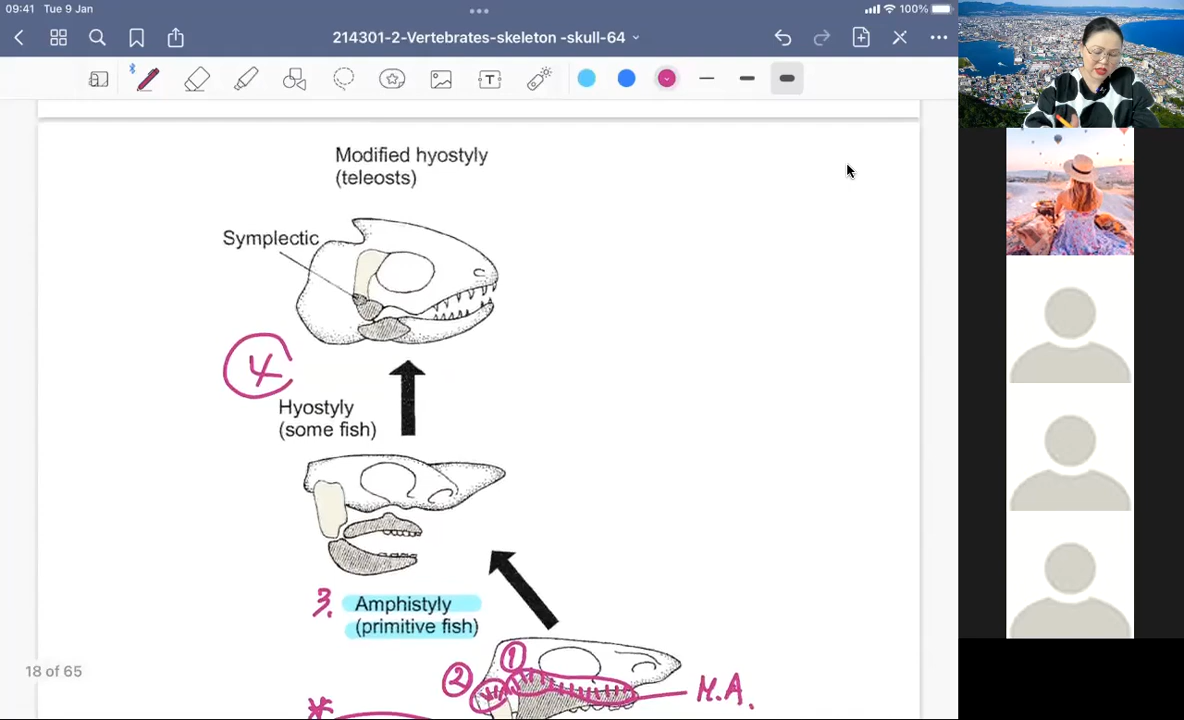 09:41 Tue 9 Jan
100%
214301-2-Vertebrates-skeleton -skull-64
Modified hyostyly
(teleosts)
Symplectic
4
Hyostyly
(some fish)
3. Amphistyly
(primitive fish)
18 of 65
1
2
M.A.
*